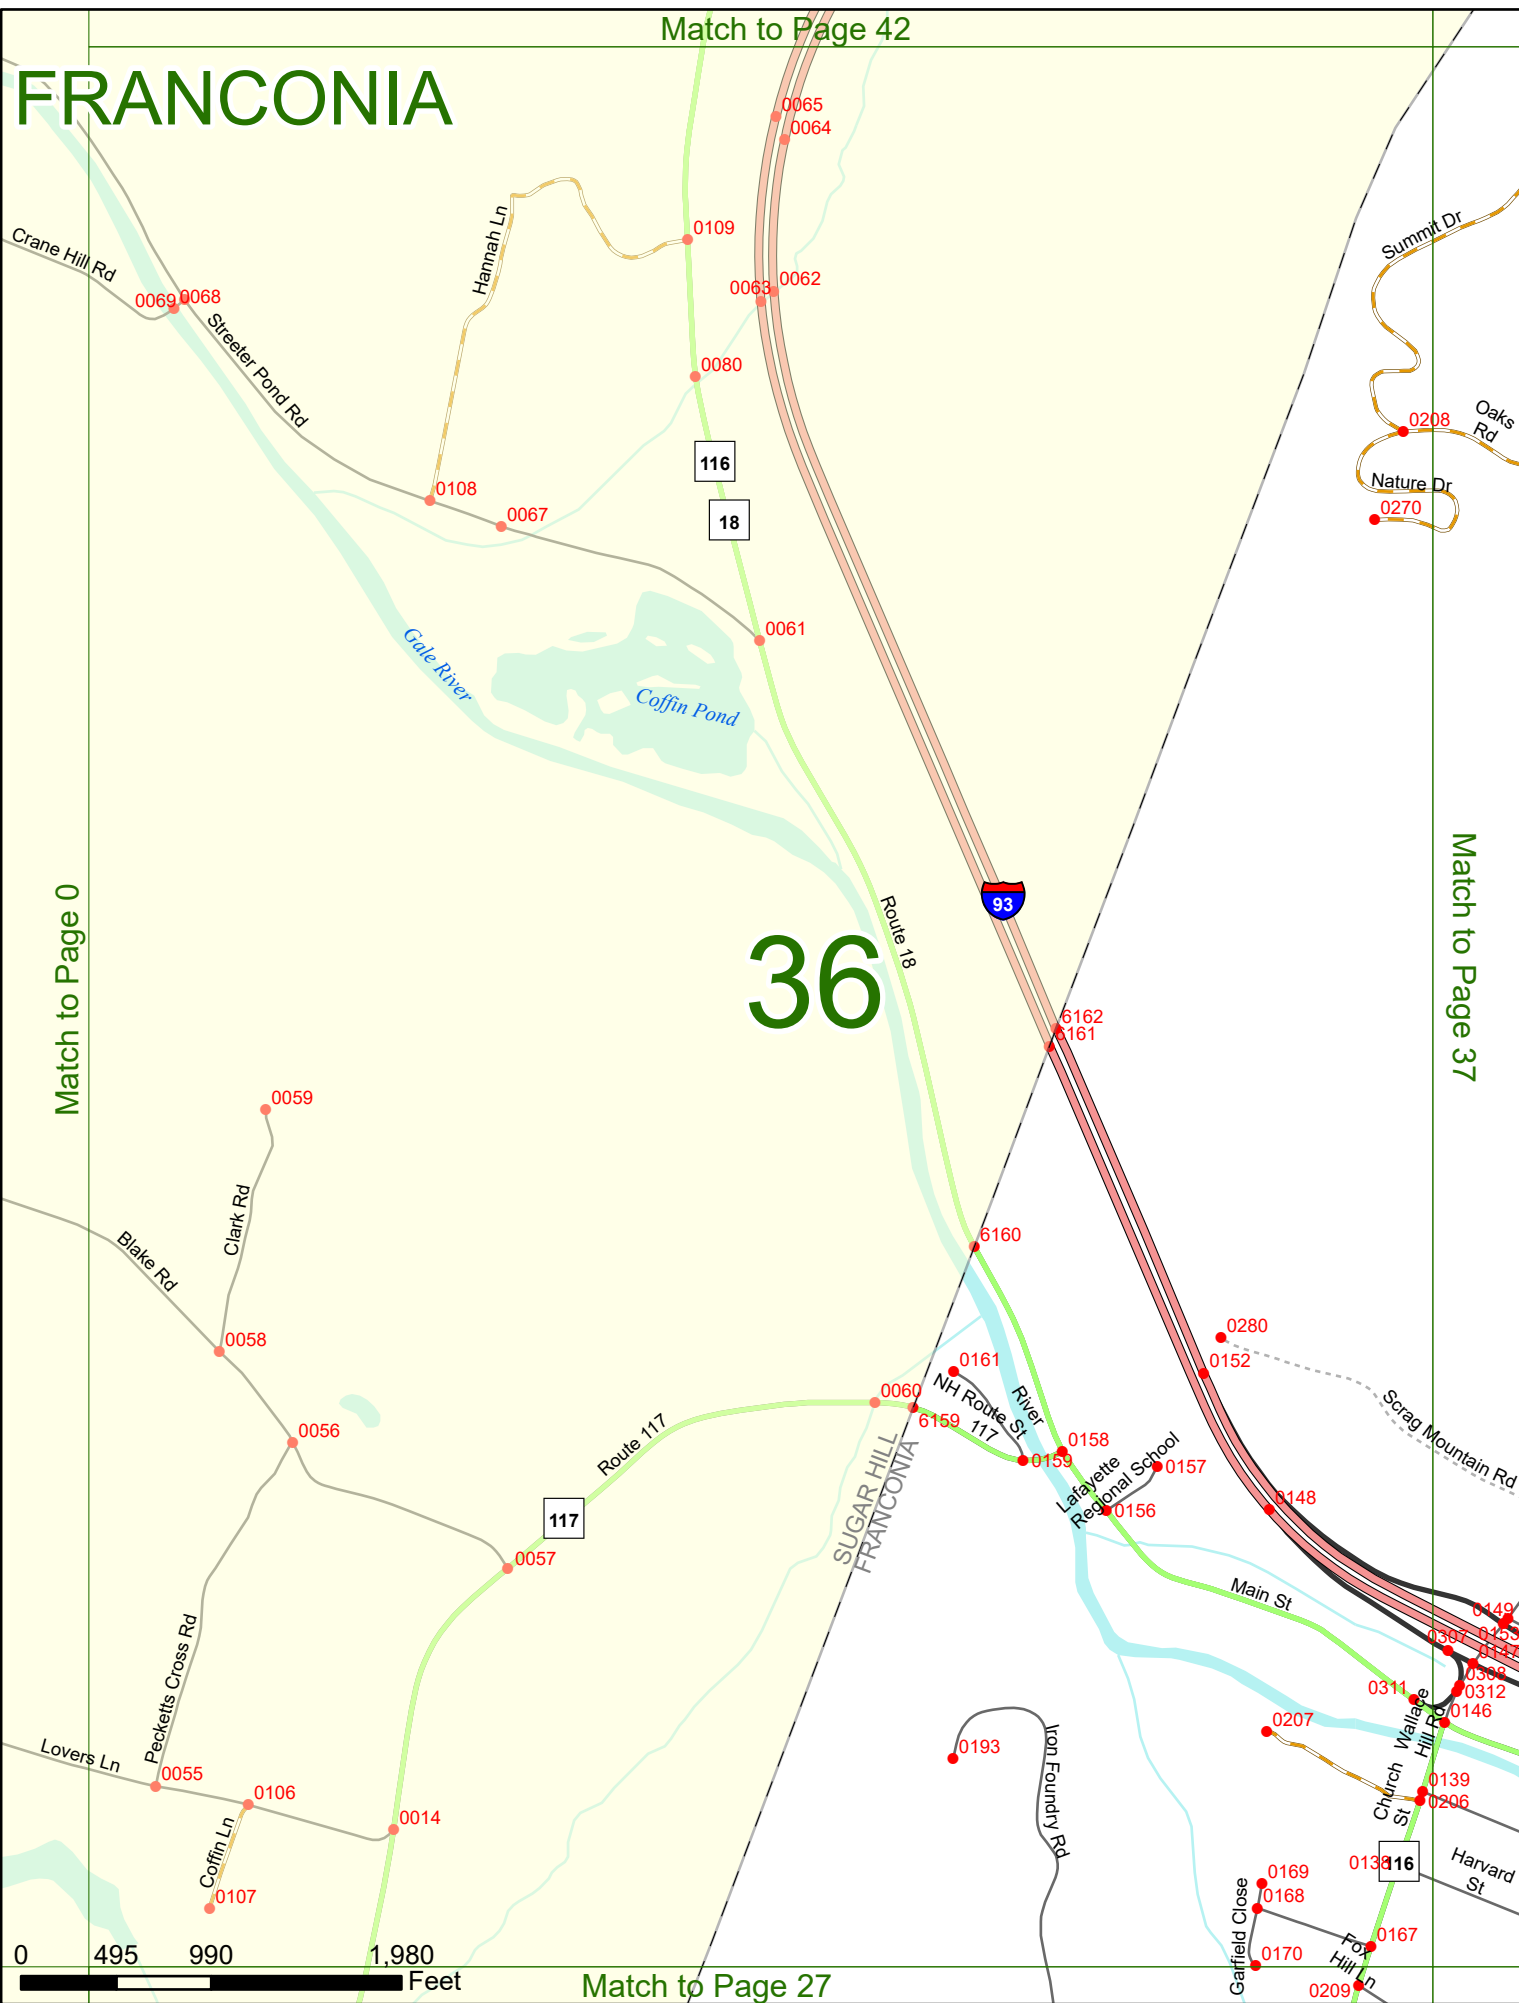 Match to Page 42
FRANCONIA
0065
0064
Summit Dr
Hannah Ln
0109
Crane Hill Rd
0062
0063
0069
0068
Streeter Pond Rd
0080
Oaks
Rd
0208
116
Nature Dr
0108
0270
18
0067
0061
Gale River
Coffin Pond
Match to Page 0
Match to Page 37
93
Route 18
36
6162
6161
0059
Clark Rd
Blake Rd
6160
0280
0058
0152
0161
NH Route
117
St
River
0060
6159
Scrag Mountain Rd
0056
Route 117
0158
0159
Lafayette
Regional School
0157
SUGAR HILL
FRANCONIA
0148
0156
117
0057
Main St
0149
0153
0307
0147
0308
0312
0311
Wallace
Hill Rd
0146
Pecketts Cross Rd
0207
Lovers Ln
0193
Iron Foundry Rd
0055
0106
0139
0206
Church
St
0014
Coffin Ln
0138
116
Harvard
St
0107
0169
0168
Garfield Close
0167
Fox
Hill Ln
0170
0209
0
495
990
1,980
Feet
Match to Page 27